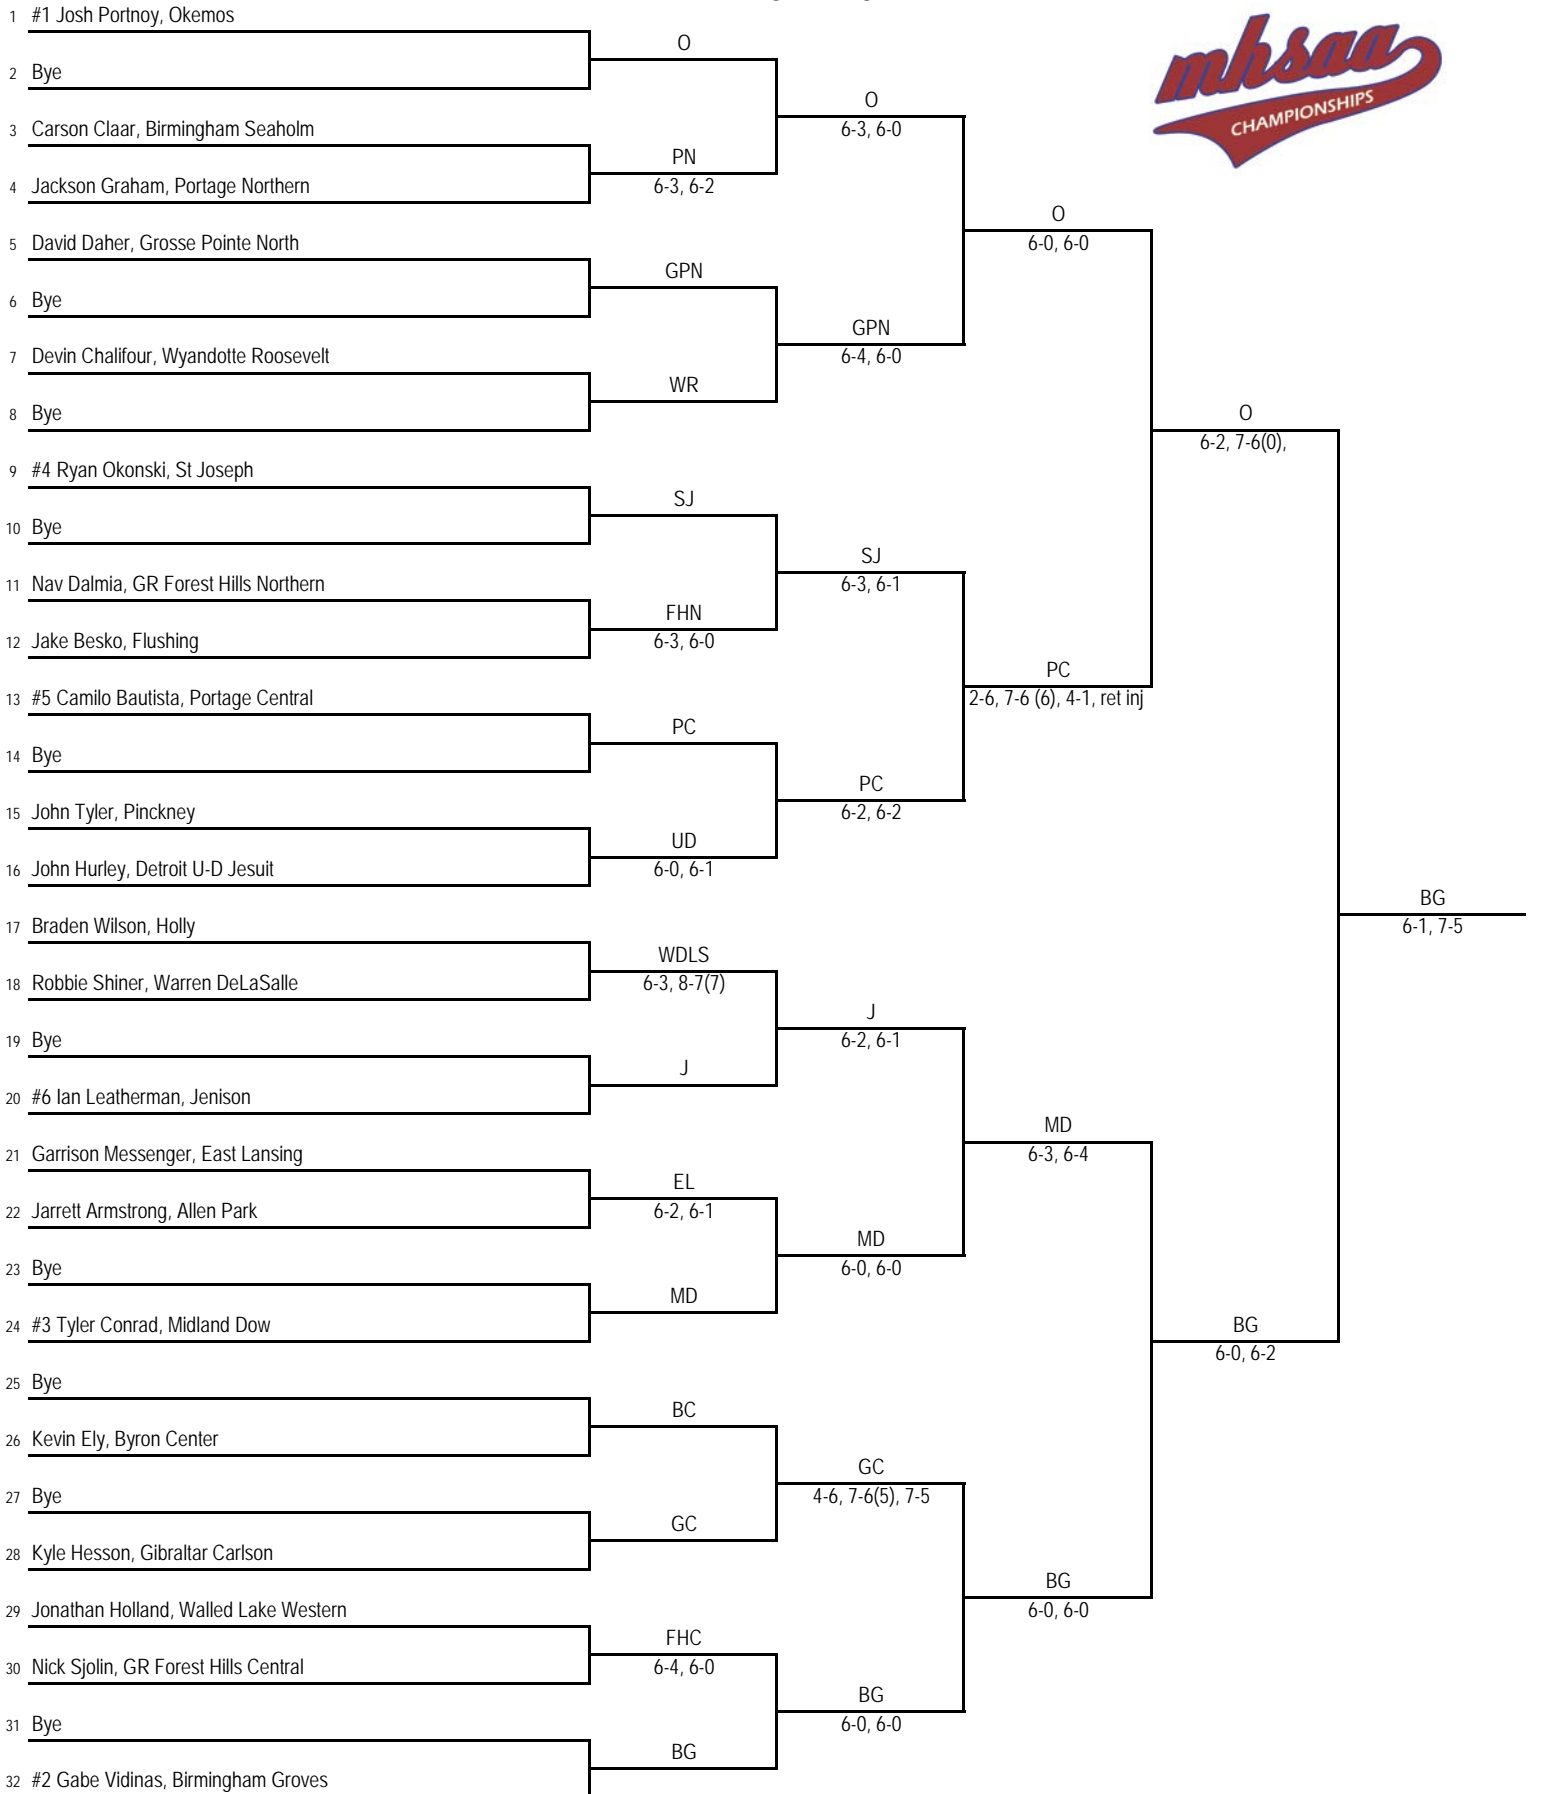 mhsaa
CHAMPIONSHIPS
1 #1 Josh Portnoy, Okemos
O
2 Bye
O
6-3, 6-0
3 Carson Claar, Birmingham Seaholm
PN
6-3, 6-2
4 Jackson Graham, Portage Northern
O
6-0, 6-0
5 David Daher, Grosse Pointe North
GPN
6 Bye
GPN
6-4, 6-0
7 Devin Chalifour, Wyandotte Roosevelt
WR
8 Bye
O
6-2, 7-6(0),
9 #4 Ryan Okonski, St Joseph
SJ
10 Bye
SJ
6-3, 6-1
11 Nav Dalmia, GR Forest Hills Northern
FHN
6-3, 6-0
12 Jake Besko, Flushing
PC
2-6, 7-6 (6), 4-1, ret inj
13 #5 Camilo Bautista, Portage Central
PC
14 Bye
PC
6-2, 6-2
15 John Tyler, Pinckney
UD
6-0, 6-1
16 John Hurley, Detroit U-D Jesuit
BG
6-1, 7-5
17 Braden Wilson, Holly
WDLS
6-3, 8-7(7)
18 Robbie Shiner, Warren DeLaSalle
J
6-2, 6-1
19 Bye
J
20 #6 Ian Leatherman, Jenison
MD
6-3, 6-4
21 Garrison Messenger, East Lansing
EL
6-2, 6-1
22 Jarrett Armstrong, Allen Park
MD
6-0, 6-0
23 Bye
MD
24 #3 Tyler Conrad, Midland Dow
BG
6-0, 6-2
25 Bye
BC
26 Kevin Ely, Byron Center
GC
4-6, 7-6(5), 7-5
27 Bye
GC
28 Kyle Hesson, Gibraltar Carlson
BG
6-0, 6-0
29 Jonathan Holland, Walled Lake Western
FHC
6-4, 6-0
30 Nick Sjolin, GR Forest Hills Central
BG
6-0, 6-0
31 Bye
BG
32 #2 Gabe Vidinas, Birmingham Groves